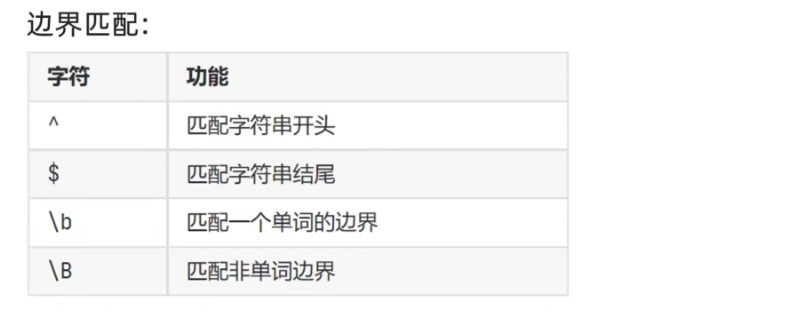 边界匹配：
字符 功能
^ 匹配字符串开头
$ 匹配字符串结尾
\b 匹配一个单词的边界
\B 匹配非单词边界